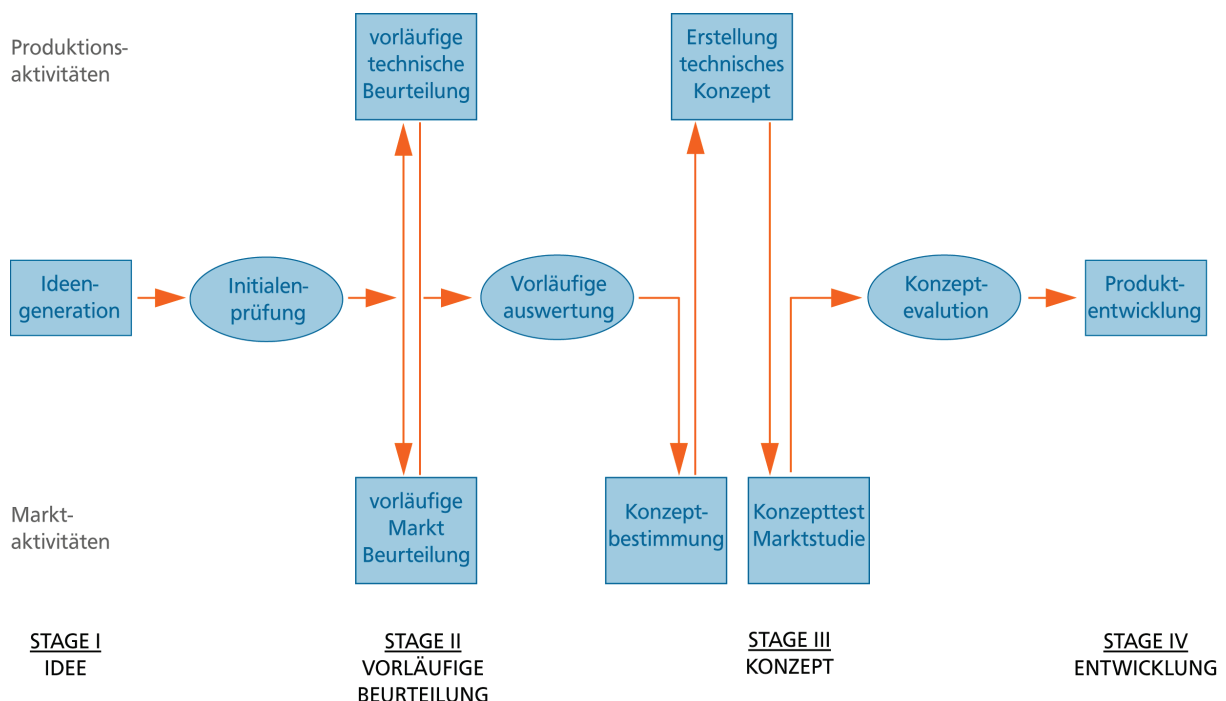 Produktions-
aktivitäten
vorläufige
technische
Beurteilung
Erstellung
technisches
Konzept
Ideen-
generation
Initialen-
prüfung
Vorläufige
auswertung
Konzept-
evalution
Produkt-
entwicklung
Markt-
aktivitäten
vorläufige
Markt
Beurteilung
Konzept-
bestimmung
Konzepttest
Marktstudie
STAGE I
IDEE
STAGE II
VORLÄUFIGE
BEURTEILUNG
STAGE III
KONZEPT
STAGE IV
ENTWICKLUNG